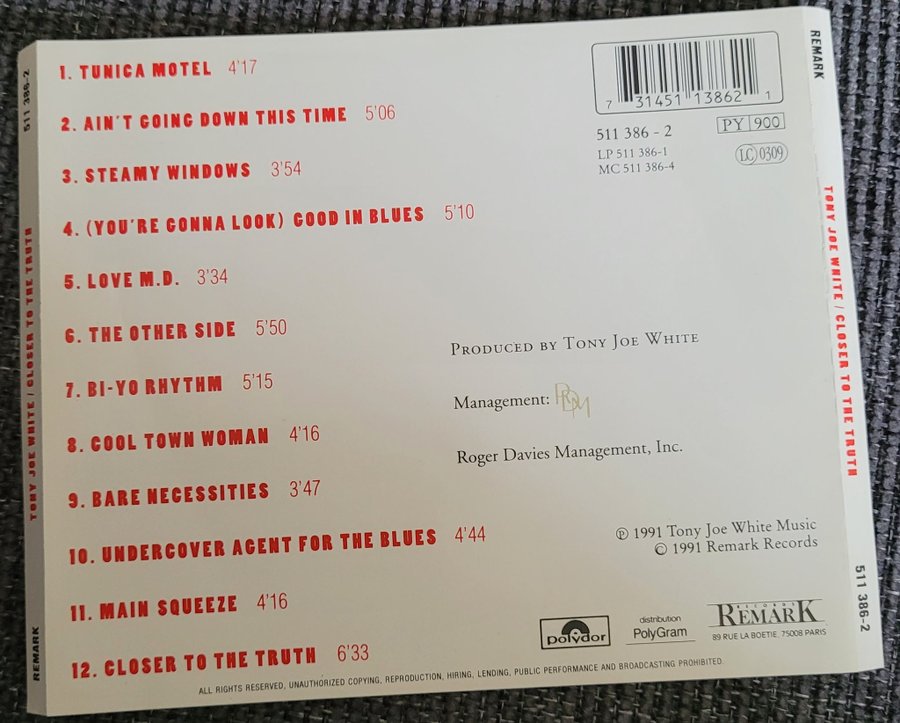 1. TUNICA MOTEL 4'17
2. AIN'T GOING DOWN THIS TIME 5'06
3. STEAMY WINDOWS 3'54
4. (YOU'RE GONNA LOOK) GOOD IN BLUES 5'10
5. LOVE M.D. 3'34
6. THE OTHER SIDE 5'50
7. BI-YO RHYTHM 5'15
8. COOL TOWN WOMAN 4'16
9. BARE NECESSITIES 3'47
10. UNDERCOVER AGENT FOR THE BLUES 4'44
11. MAIN SQUEEZE 4'16
12. CLOSER TO THE TRUTH 6'33
7 31451 13862 1
511 386 - 2
PY 900
LP 511 386-1
MC 511 386-4
LC 0309
PRODUCED BY TONY JOE WHITE
Management: RDM
Roger Davies Management, Inc.
℗ 1991 Tony Joe White Music
© 1991 Remark Records
polydor
distribution
PolyGram
RECORDS
REMARK
89 RUE LA BOETIE, 75008 PARIS
ALL RIGHTS RESERVED, UNAUTHORIZED COPYING, REPRODUCTION, HIRING, LENDING, PUBLIC PERFORMANCE AND BROADCASTING PROHIBITED.
REMARK
TONY JOE WHITE / CLOSER TO THE TRUTH
511 386-2
REMARK
TONY JOE WHITE / CLOSER TO THE TRUTH
511 386-2